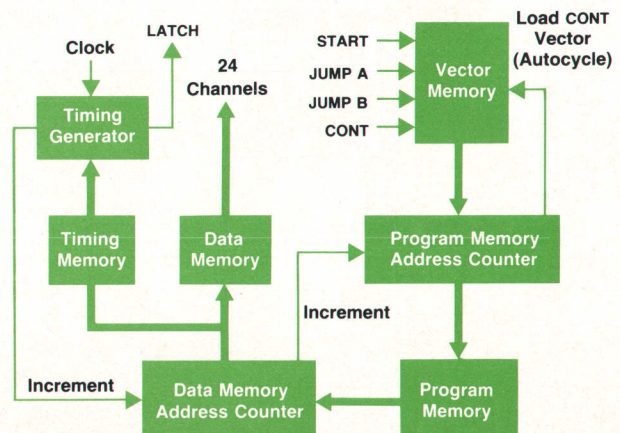 Clock
LATCH
24
Channels
Timing
Generator
START
JUMP A
JUMP B
CONT
Vector
Memory
Load CONT
Vector
(Autocycle)
Timing
Memory
Data
Memory
Program Memory
Address Counter
Increment
Increment
Data Memory
Address Counter
Program
Memory